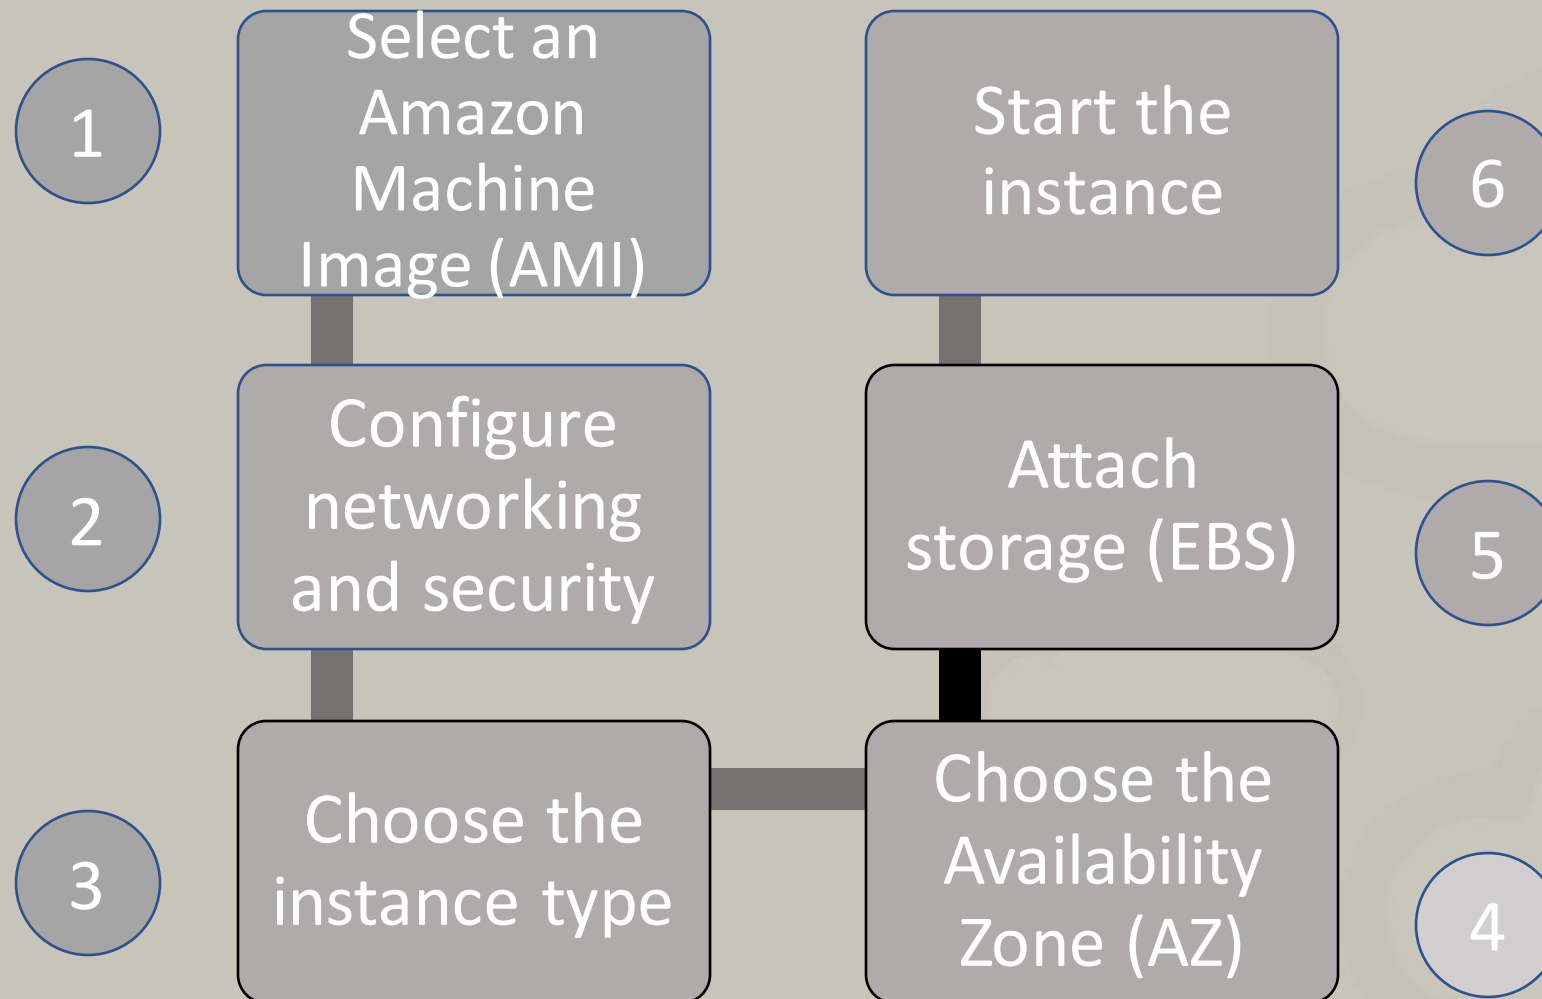 1
Select an
Amazon
Machine
Image (AMI)
2
Configure
networking
and security
3
Choose the
instance type
4
Choose the
Availability
Zone (AZ)
5
Attach
storage (EBS)
6
Start the
instance